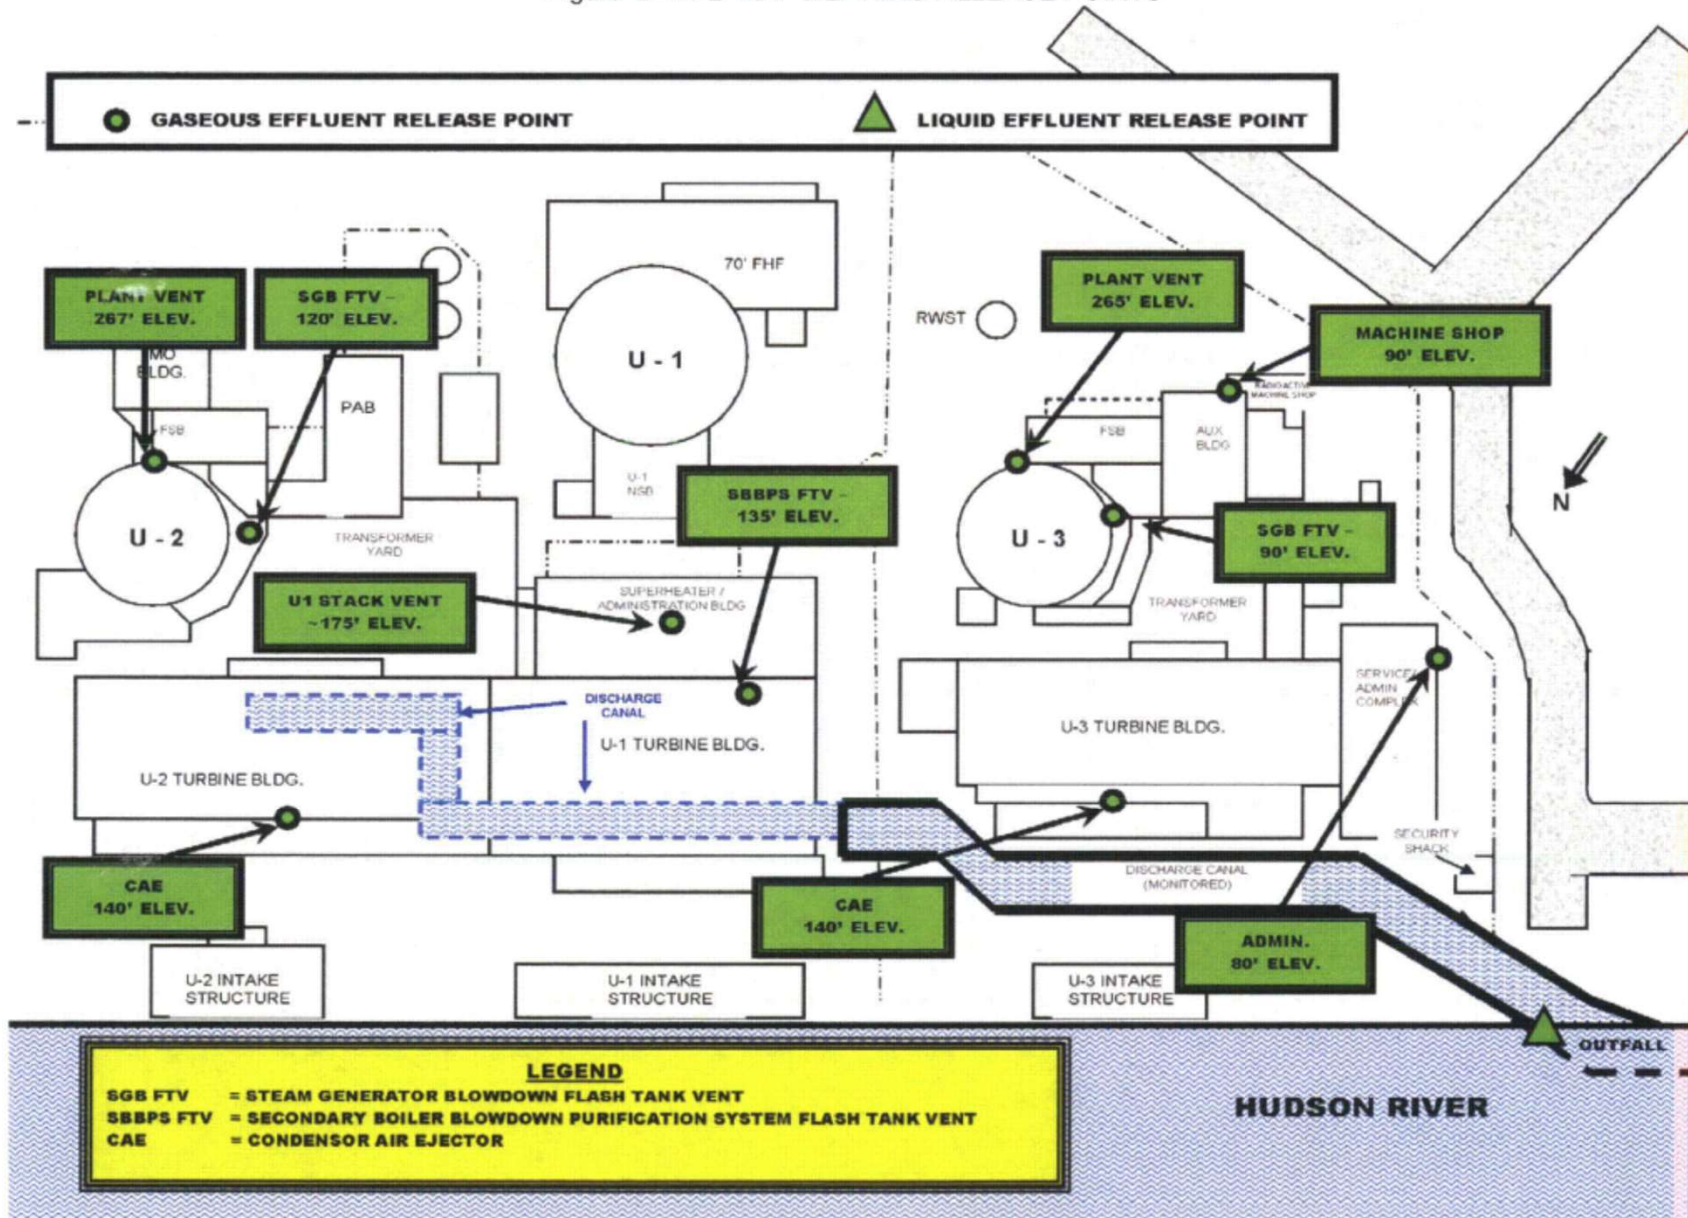 GASEOUS EFFLUENT RELEASE POINT
LIQUID EFFLUENT RELEASE POINT
70' FHF
PLANT VENT
267' ELEV.
SGB FTV –
120' ELEV.
PLANT VENT
265' ELEV.
RWST
MACHINE SHOP
90' ELEV.
U - 1
BLDG.
PAB
RADIOACTIVE
MACHINE SHOP
FSB
FSB
AUX
BLDG
U-1
NSB
SBBPS FTV –
135' ELEV.
N
U - 2
TRANSFORMER
YARD
U - 3
SGB FTV –
90' ELEV.
U1 STACK VENT
~175' ELEV.
SUPERHEATER /
ADMINISTRATION BLDG
TRANSFORMER
YARD
SERVICE/
ADMIN
COMPLEX
DISCHARGE
CANAL
U-1 TURBINE BLDG.
U-3 TURBINE BLDG.
U-2 TURBINE BLDG.
SECURITY
SHACK
DISCHARGE CANAL
(MONITORED)
CAE
140' ELEV.
CAE
140' ELEV.
ADMIN.
80' ELEV.
U-2 INTAKE
STRUCTURE
U-1 INTAKE
STRUCTURE
U-3 INTAKE
STRUCTURE
OUTFALL
LEGEND
SGB FTV = STEAM GENERATOR BLOWDOWN FLASH TANK VENT
SBBPS FTV = SECONDARY BOILER BLOWDOWN PURIFICATION SYSTEM FLASH TANK VENT
CAE = CONDENSOR AIR EJECTOR
HUDSON RIVER